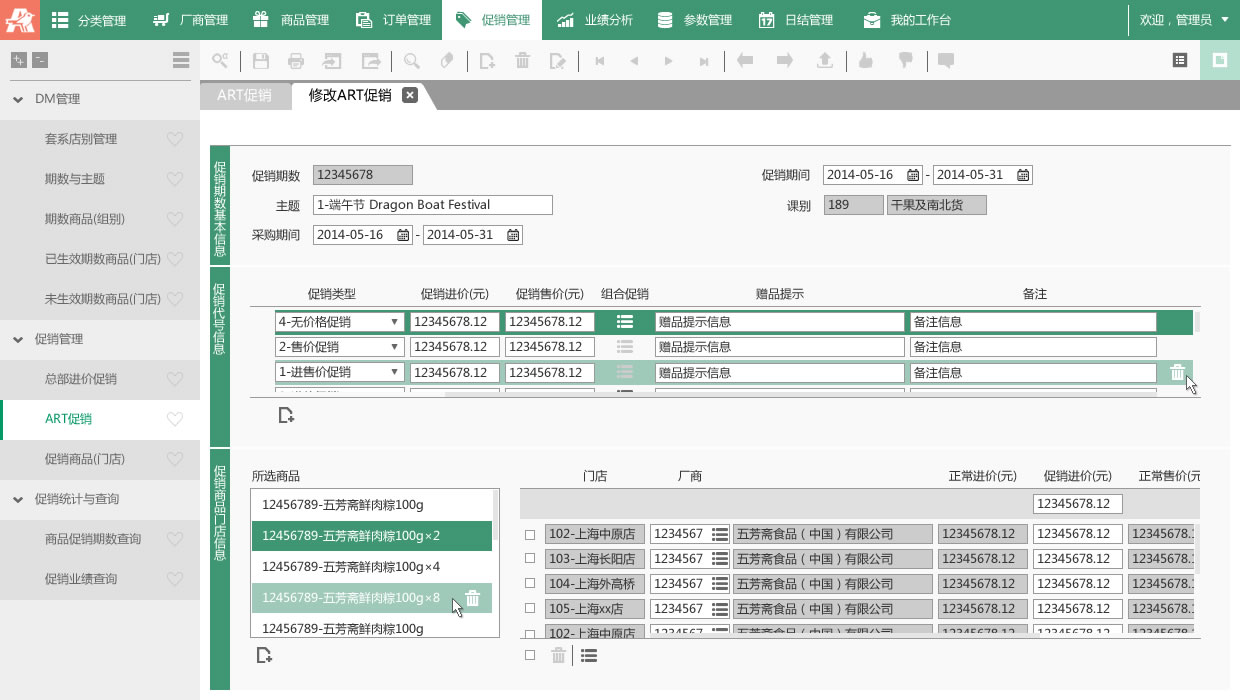 分类管理 厂商管理 商品管理 订单管理 促销管理 业绩分析 参数管理 日结管理 我的工作台 欢迎，管理员
ART促销 修改ART促销
DM管理
套系店别管理
期数与主题
期数商品(组别)
已生效期数商品(门店)
未生效期数商品(门店)
促销管理
总部进价促销
ART促销
促销商品(门店)
促销统计与查询
商品促销期数查询
促销业绩查询
促销期数基本信息
促销期数 12345678 促销期间 2014-05-16 - 2014-05-31
主题 1-端午节 Dragon Boat Festival 课别 189 干果及南北货
采购期间 2014-05-16 - 2014-05-31
促销代号信息
促销类型 促销进价(元) 促销售价(元) 组合促销 赠品提示 备注
4-无价格促销 12345678.12 12345678.12 赠品提示信息 备注信息
2-售价促销 12345678.12 12345678.12 赠品提示信息 备注信息
1-进售价促销 12345678.12 12345678.12 赠品提示信息 备注信息
促销商品门店信息
所选商品
12456789-五芳斋鲜肉粽100g
12456789-五芳斋鲜肉粽100g×2
12456789-五芳斋鲜肉粽100g×4
12456789-五芳斋鲜肉粽100g×8
12456789-五芳斋鲜肉粽100g
门店 厂商 正常进价(元) 促销进价(元) 正常售价(元
12345678.12
102-上海中原店 1234567 五芳斋食品（中国）有限公司 12345678.12 12345678.12 12345678.1
103-上海长阳店 1234567 五芳斋食品（中国）有限公司 12345678.12 12345678.12 12345678.1
104-上海外高桥 1234567 五芳斋食品（中国）有限公司 12345678.12 12345678.12 12345678.1
105-上海xx店 1234567 五芳斋食品（中国）有限公司 12345678.12 12345678.12 12345678.1
102-上海中原店 1234567 五芳斋食品（中国）有限公司 12345678.12 12345678.12 12345678.12